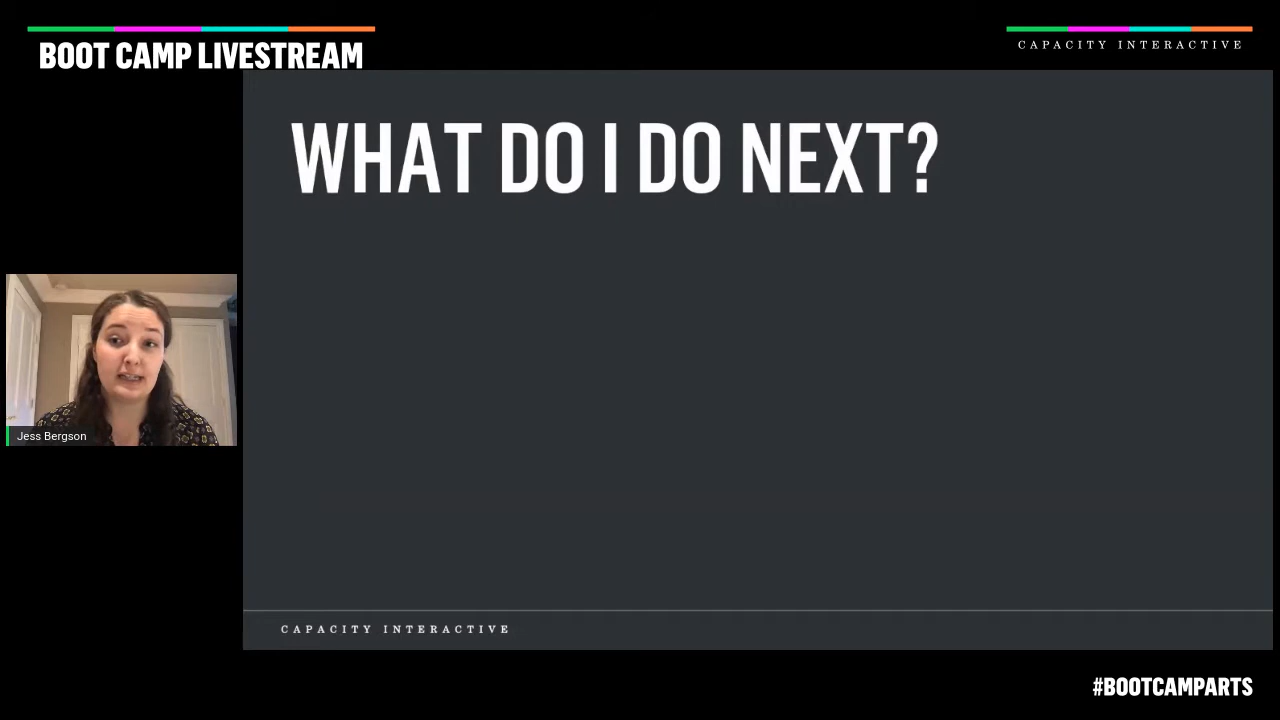 BOOT CAMP LIVESTREAM
CAPACITY INTERACTIVE
WHAT DO I DO NEXT?
Jess Bergson
CAPACITY INTERACTIVE
#BOOTCAMPARTS